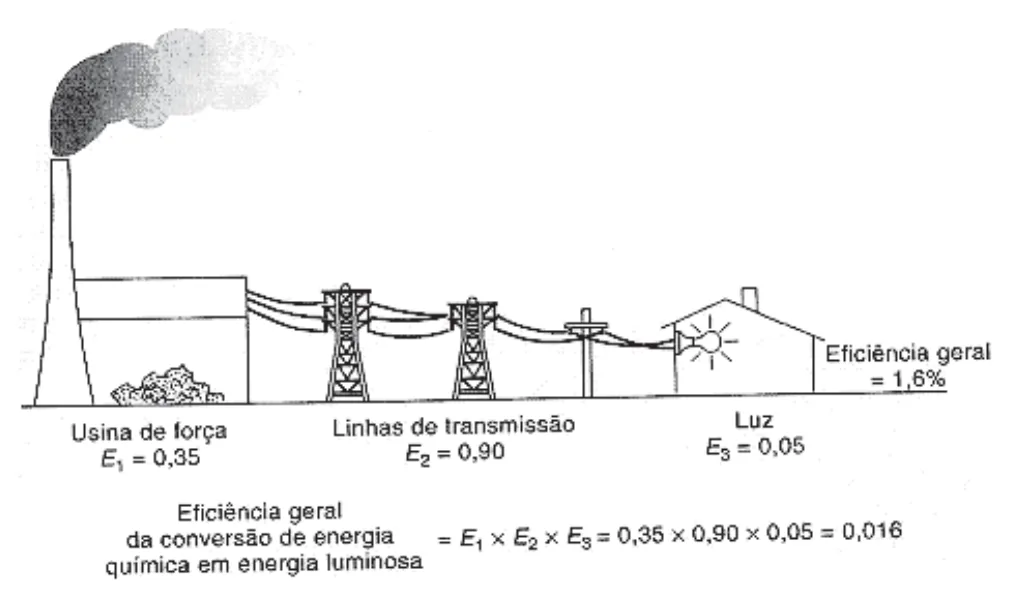 Eficiência geral
= 1,6%
Usina de força
E₁ = 0,35
Linhas de transmissão
E₂ = 0,90
Luz
E₃ = 0,05
Eficiência geral
da conversão de energia
química em energia luminosa
= E₁ × E₂ × E₃ = 0,35 × 0,90 × 0,05 = 0,016